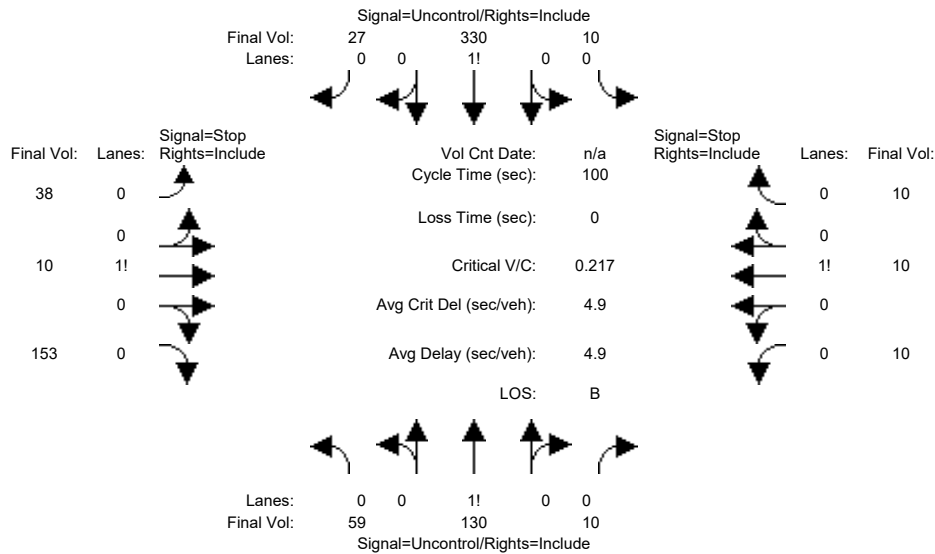 Signal=Uncontrol/Rights=Include
Final Vol: 27 330 10
Lanes: 0 0 1! 0 0
Signal=Stop Signal=Stop
Final Vol: Lanes: Rights=Include Vol Cnt Date: n/a Rights=Include Lanes: Final Vol:
Cycle Time (sec): 100
38 0 0 10
Loss Time (sec): 0
0 0
10 1! Critical V/C: 0.217 1! 10
0 Avg Crit Del (sec/veh): 4.9 0
153 0 Avg Delay (sec/veh): 4.9 0 10
LOS: B
Lanes: 0 0 1! 0 0
Final Vol: 59 130 10
Signal=Uncontrol/Rights=Include